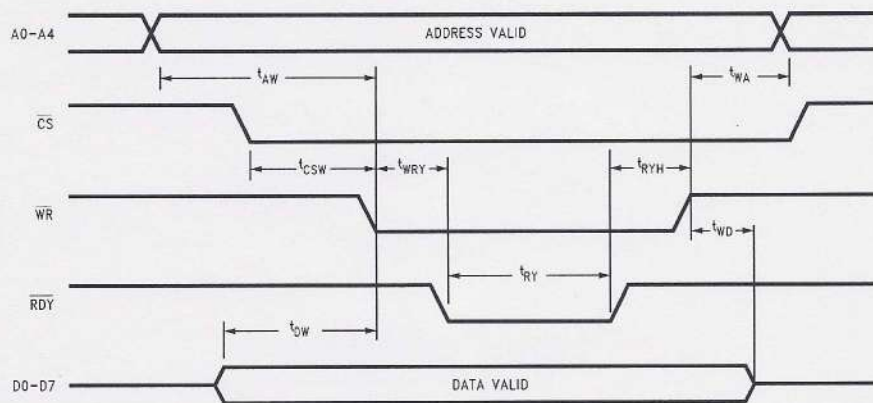 A0-A4 ADDRESS VALID
tAW tWA
CS
tCSW tWRY tRYH
WR
tWD
tRY
RDY
tDW
D0-D7 DATA VALID